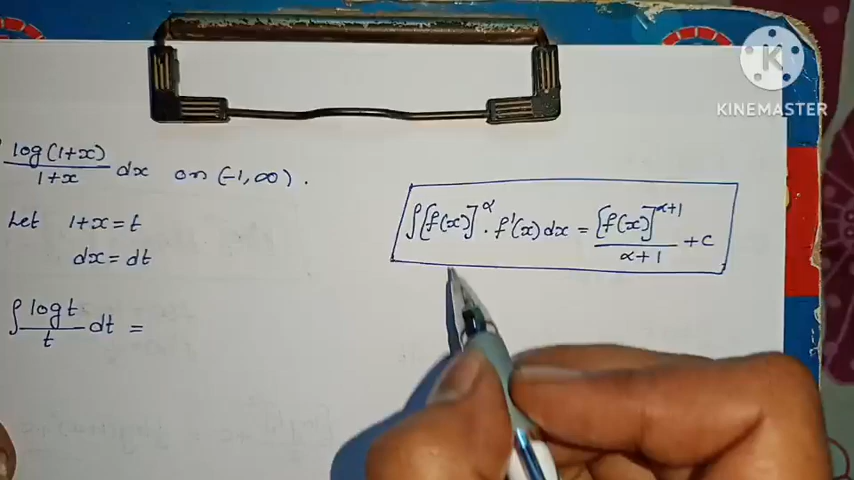 KINEMASTER
log(1+x)/1+x dx on (-1,∞).
Let 1+x=t
dx=dt
∫ log t/t dt =
∫[f(x)]^α . f'(x) dx = [f(x)]^α+1/α+1 + c